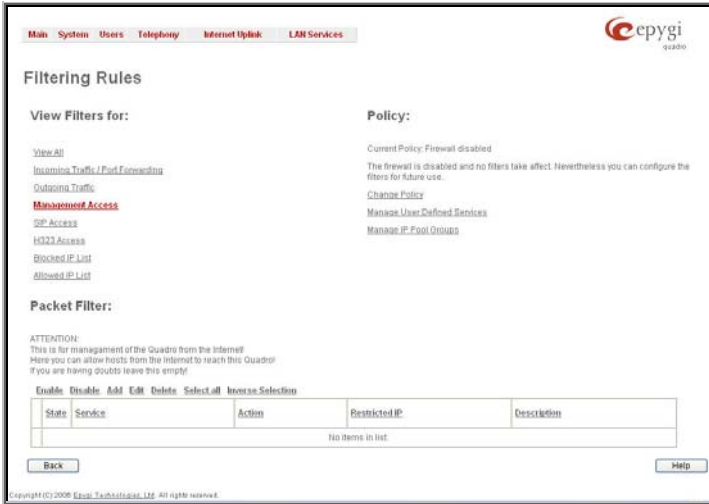 Main System Users Telephony Internet Uplink LAN Services
epygi
quadro
Filtering Rules
View Filters for:
View All
Incoming Traffic / Port Forwarding
Outgoing Traffic
Management Access
SIP Access
H323 Access
Blocked IP List
Allowed IP List
Policy:
Current Policy: Firewall disabled
The firewall is disabled and no filters take affect. Nevertheless you can configure the
filters for future use.
Change Policy
Manage User Defined Services
Manage IP Pool Groups
Packet Filter:
ATTENTION:
This is for managament of the Quadro from the Internet!
Here you can allow hosts from the Internet to reach this Quadro!
If you are having doubts leave this empty!
Enable Disable Add Edit Delete Select all Inverse Selection
State Service Action Restricted IP Description
No items in list.
Back Help
Copyright (C) 2008 Epygi Technologies, Ltd. All rights reserved.